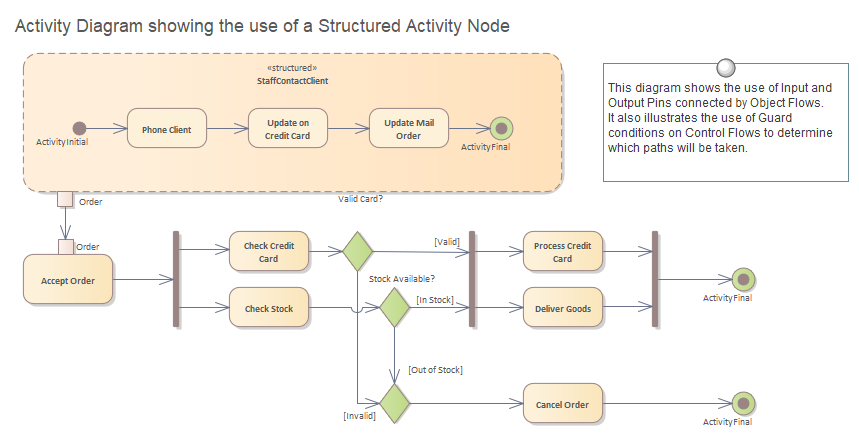 Activity Diagram showing the use of a Structured Activity Node
«structured»
StaffContactClient
ActivityInitial
Phone Client
Update on
Credit Card
Update Mail
Order
ActivityFinal
This diagram shows the use of Input and
Output Pins connected by Object Flows.
It also illustrates the use of Guard
conditions on Control Flows to determine
which paths will be taken.
Order
Valid Card?
Order
Accept Order
Check Credit
Card
[Valid]
Process Credit
Card
Stock Available?
Check Stock
[In Stock]
Deliver Goods
ActivityFinal
[Out of Stock]
[Invalid]
Cancel Order
ActivityFinal